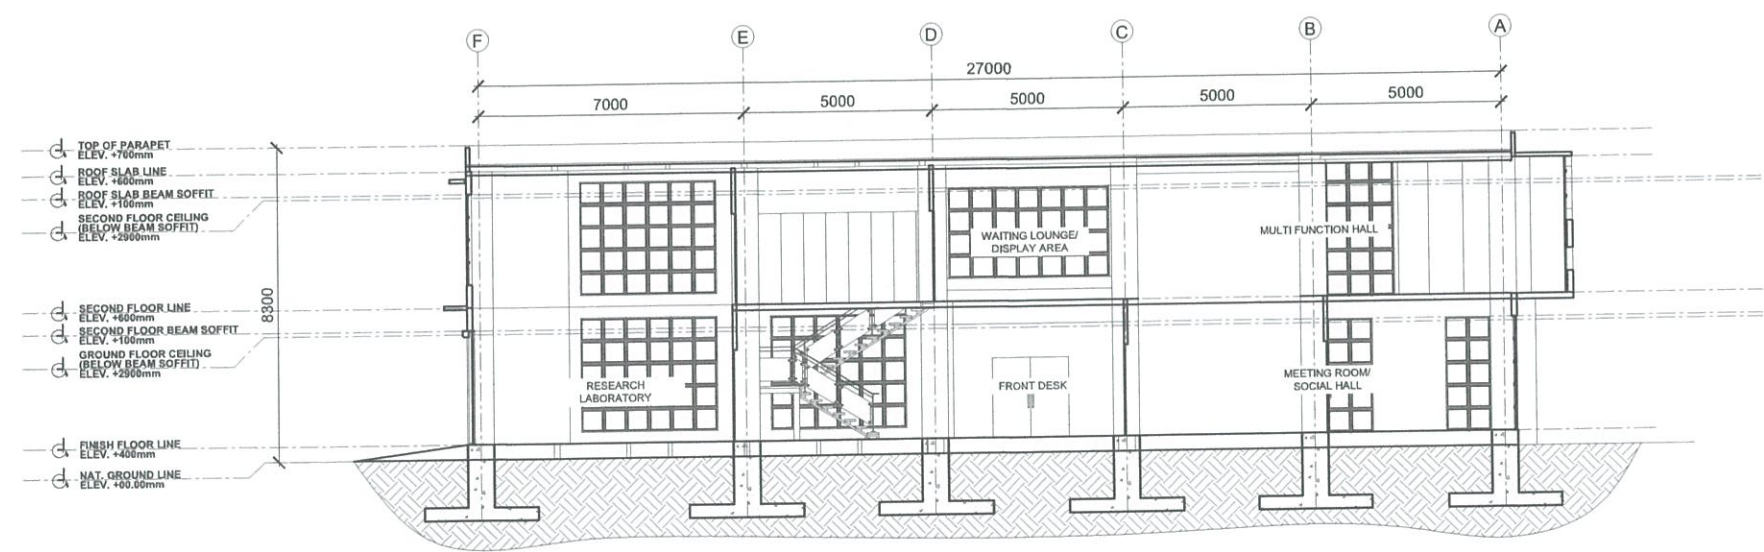 F
E
D
C
B
A
27000
7000
5000
5000
5000
5000
TOP OF PARAPET
ELEV. +700mm
ROOF SLAB LINE
ELEV. +600mm
ROOF SLAB BEAM SOFFIT
ELEV. +100mm
SECOND FLOOR CEILING
(BELOW BEAM SOFFIT)
ELEV. +2900mm
SECOND FLOOR LINE
ELEV. +600mm
SECOND FLOOR BEAM SOFFIT
ELEV. +100mm
GROUND FLOOR CEILING
(BELOW BEAM SOFFIT)
ELEV. +2900mm
FINISH FLOOR LINE
ELEV. +400mm
NAT. GROUND LINE
ELEV. +00.00mm
8300
WAITING LOUNGE/
DISPLAY AREA
MULTI FUNCTION HALL
RESEARCH
LABORATORY
FRONT DESK
MEETING ROOM/
SOCIAL HALL